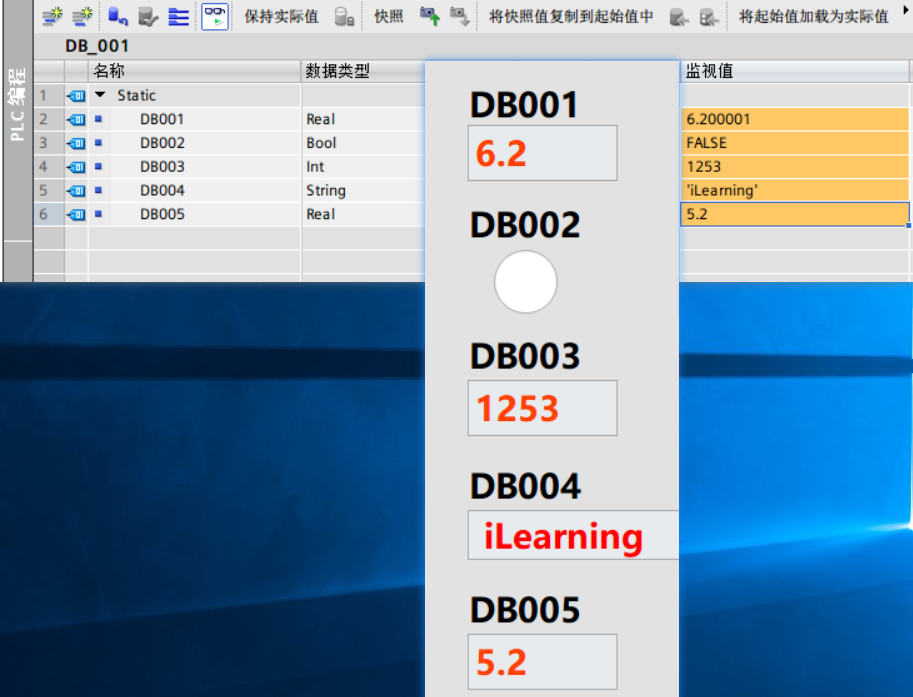 保持实际值 快照 将快照值复制到起始值中 将起始值加载为实际值
DB_001
PLC 编程
名称 数据类型 监视值
1 Static
2 DB001 Real 6.200001
3 DB002 Bool FALSE
4 DB003 Int 1253
5 DB004 String 'iLearning'
6 DB005 Real 5.2
DB001
6.2
DB002
DB003
1253
DB004
iLearning
DB005
5.2